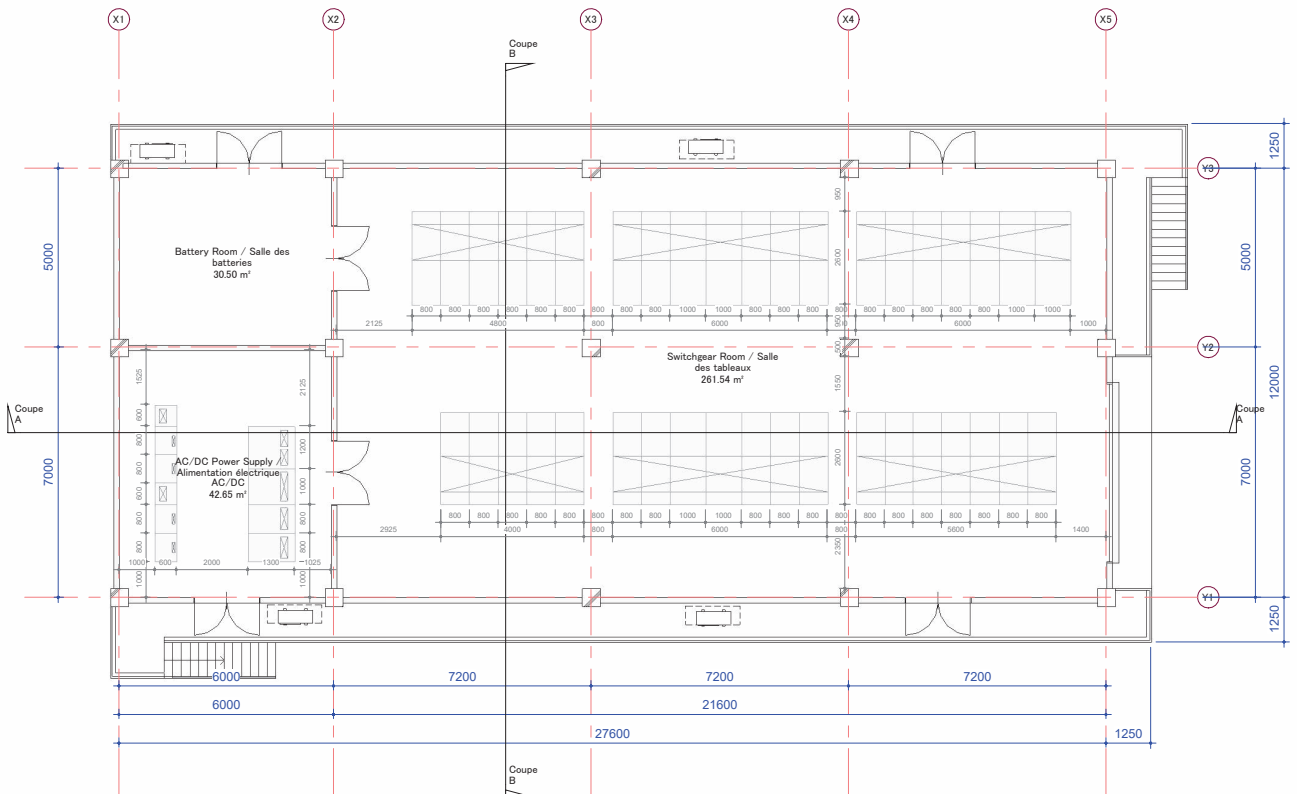 X1
X2
X3
X4
X5
Coupe
B
1250
Y3
950
5000
Battery Room / Salle des
batteries
30.50 m²
2600
5000
800 800 800 800 800 800
800 800 1000 1000 800 800 800
800
800 800 800 800 1000 1000
2125
4800
800
6000
950
6000
1000
Y2
500
Switchgear Room / Salle
des tableaux
261.54 m²
1525
2125
1550
12000
Coupe
A
Coupe
A
600
800
1200
AC/DC Power Supply /
Alimentation électrique
AC/DC
42.65 m²
800
600
1000
2600
7000
7000
800
800
800
800
800 800 800 800 800
800 800 1000 1000 800 800 800
800 800 800 800 800 800 800
2925
4000
800
6000
800
5600
1400
2350
1000
600
2000
1300
1025
1000
1000
Y1
1250
6000
7200
7200
7200
6000
21600
27600
1250
Coupe
B